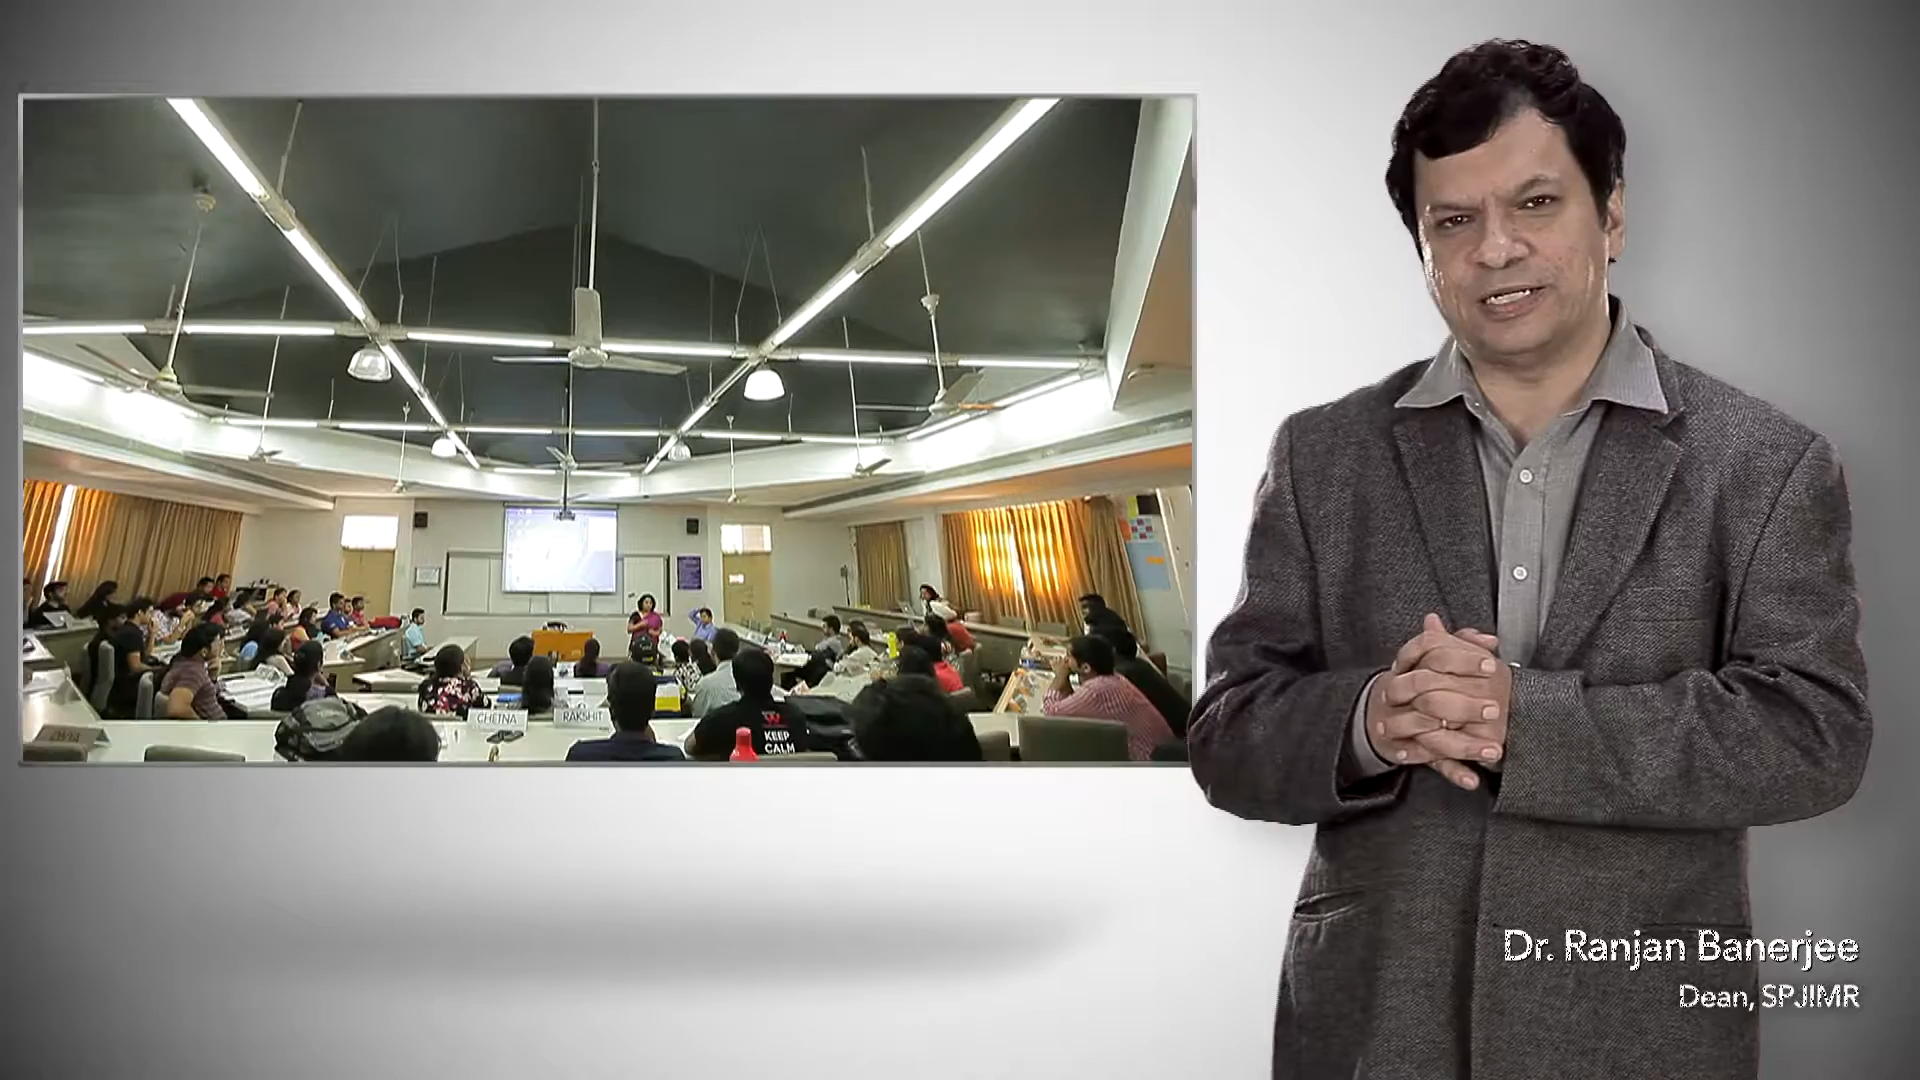 CHETNA
RAKSHIT
KEEP
CALM
Dr. Ranjan Banerjee
Dean, SPJIMR